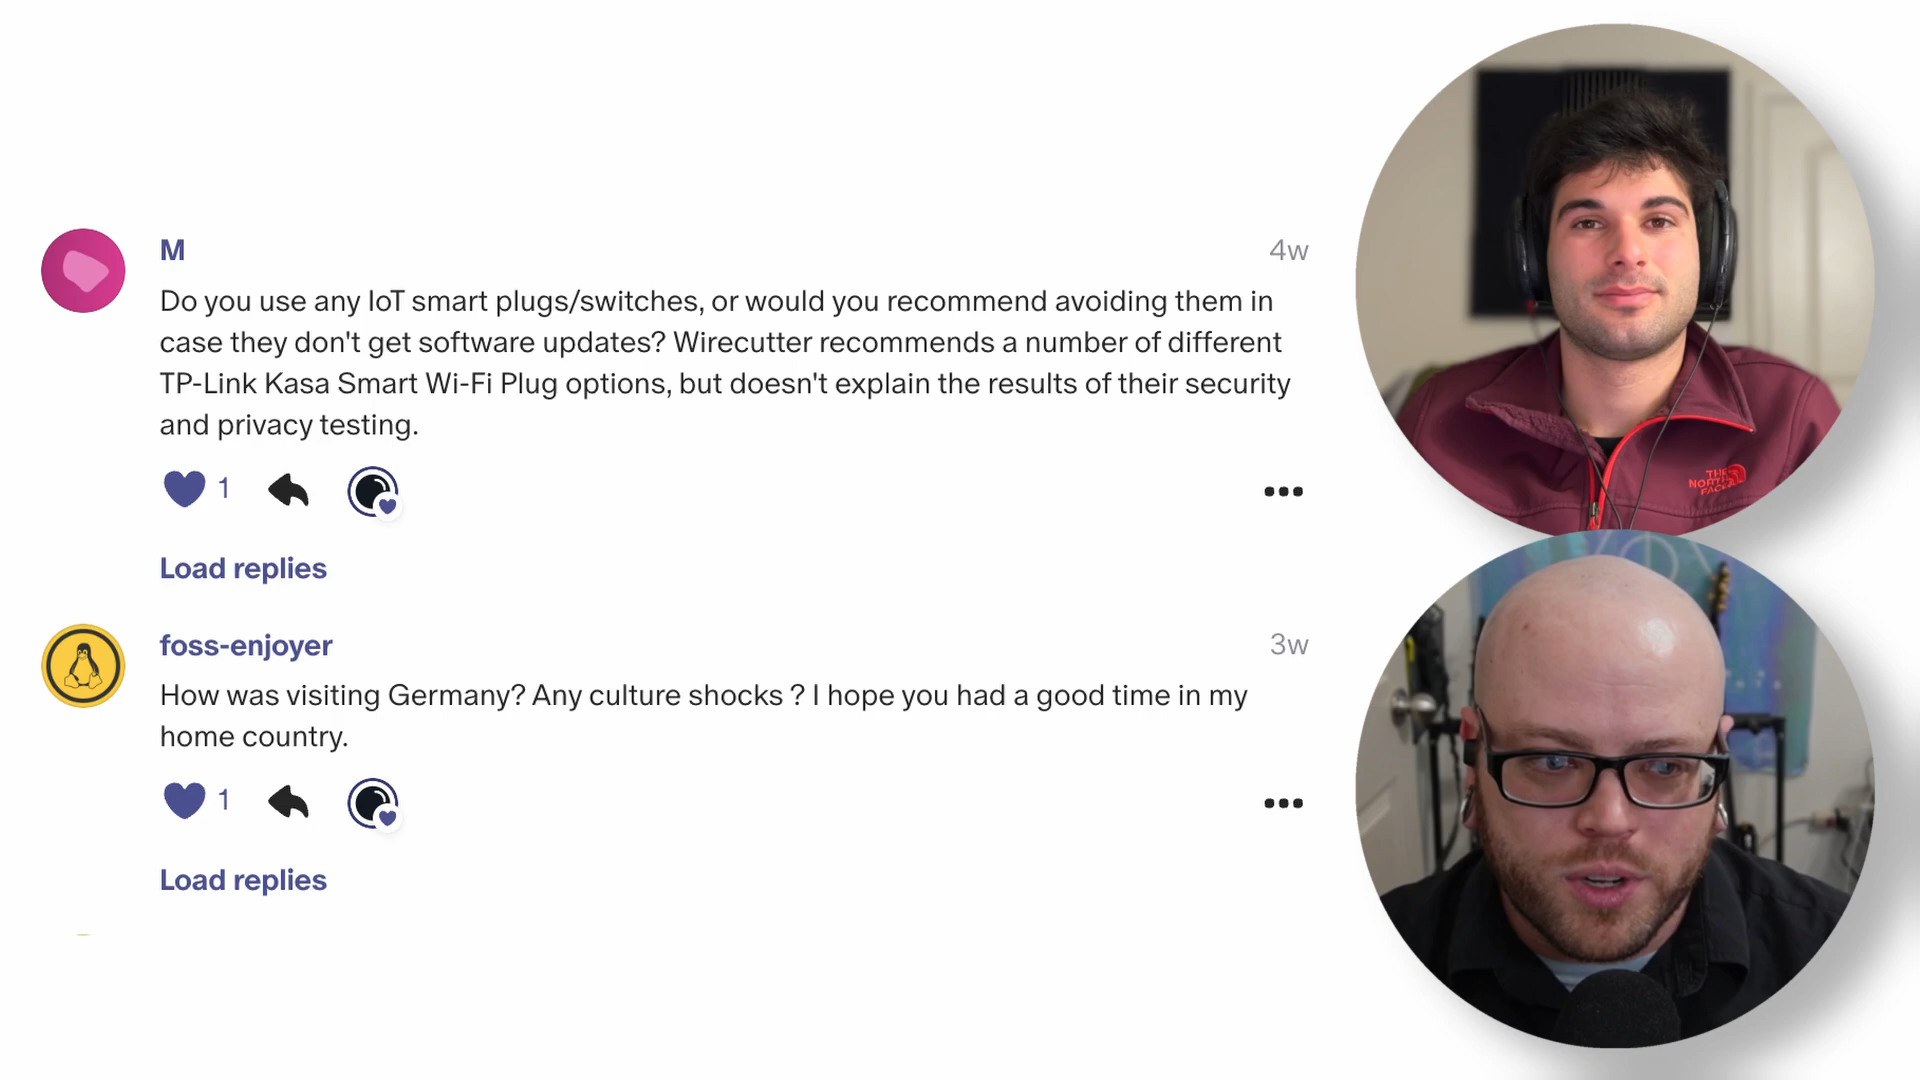 M
4w
Do you use any IoT smart plugs/switches, or would you recommend avoiding them in
case they don't get software updates? Wirecutter recommends a number of different
TP-Link Kasa Smart Wi-Fi Plug options, but doesn't explain the results of their security
and privacy testing.
1
Load replies
foss-enjoyer
3w
How was visiting Germany? Any culture shocks ? I hope you had a good time in my
home country.
1
Load replies
THE
NORTH
FACE